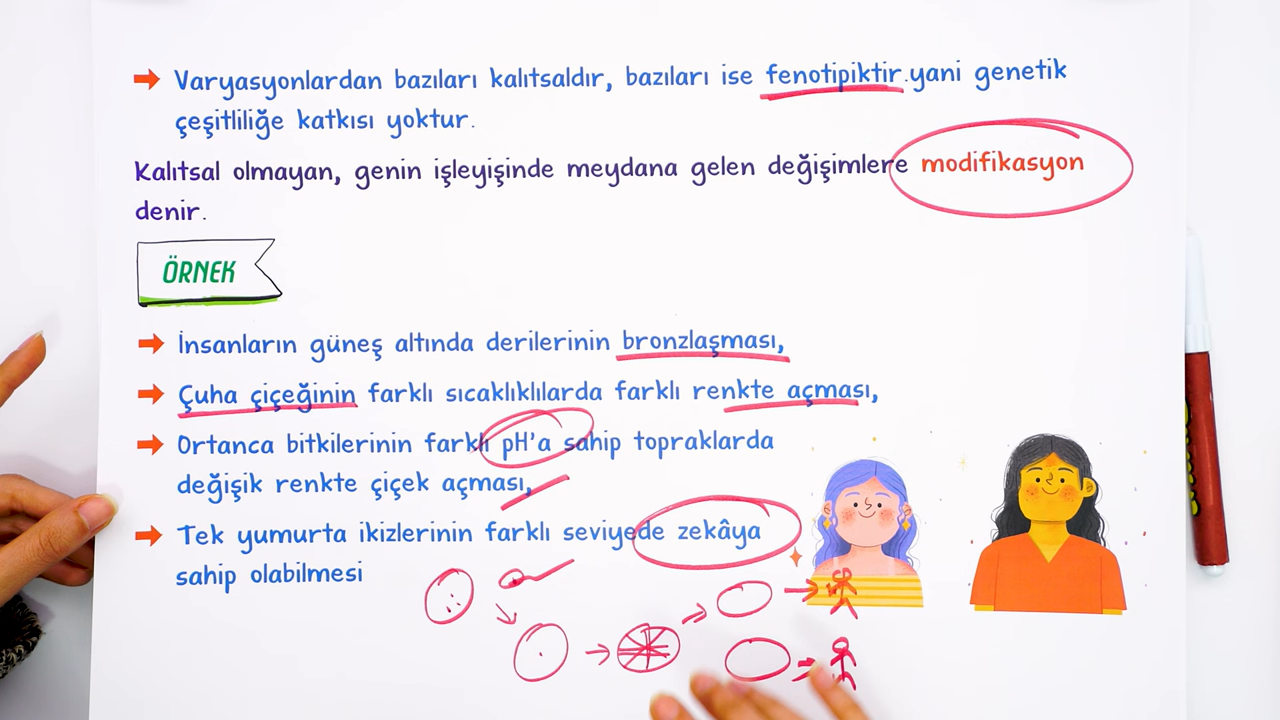 Varyasyonlardan bazıları kalıtsaldır, bazıları ise fenotipiktir.yani genetik
çeşitliliğe katkısı yoktur.
Kalıtsal olmayan, genin işleyişinde meydana gelen değişimlere modifikasyon
denir.
ÖRNEK
İnsanların güneş altında derilerinin bronzlaşması,
Çuha çiçeğinin farklı sıcaklıklılarda farklı renkte açması,
Ortanca bitkilerinin farklı pH'a sahip topraklarda
değişik renkte çiçek açması,
Tek yumurta ikizlerinin farklı seviyede zekâya
sahip olabilmesi